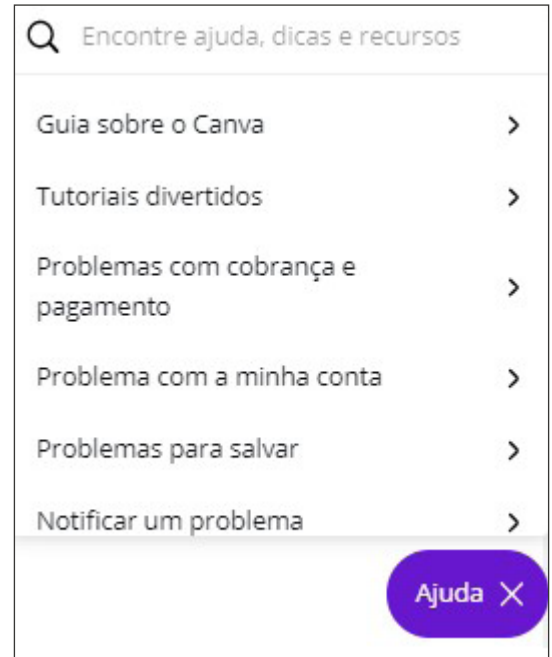 Encontre ajuda, dicas e recursos
Guia sobre o Canva
Tutoriais divertidos
Problemas com cobrança e
pagamento
Problema com a minha conta
Problemas para salvar
Notificar um problema
Ajuda